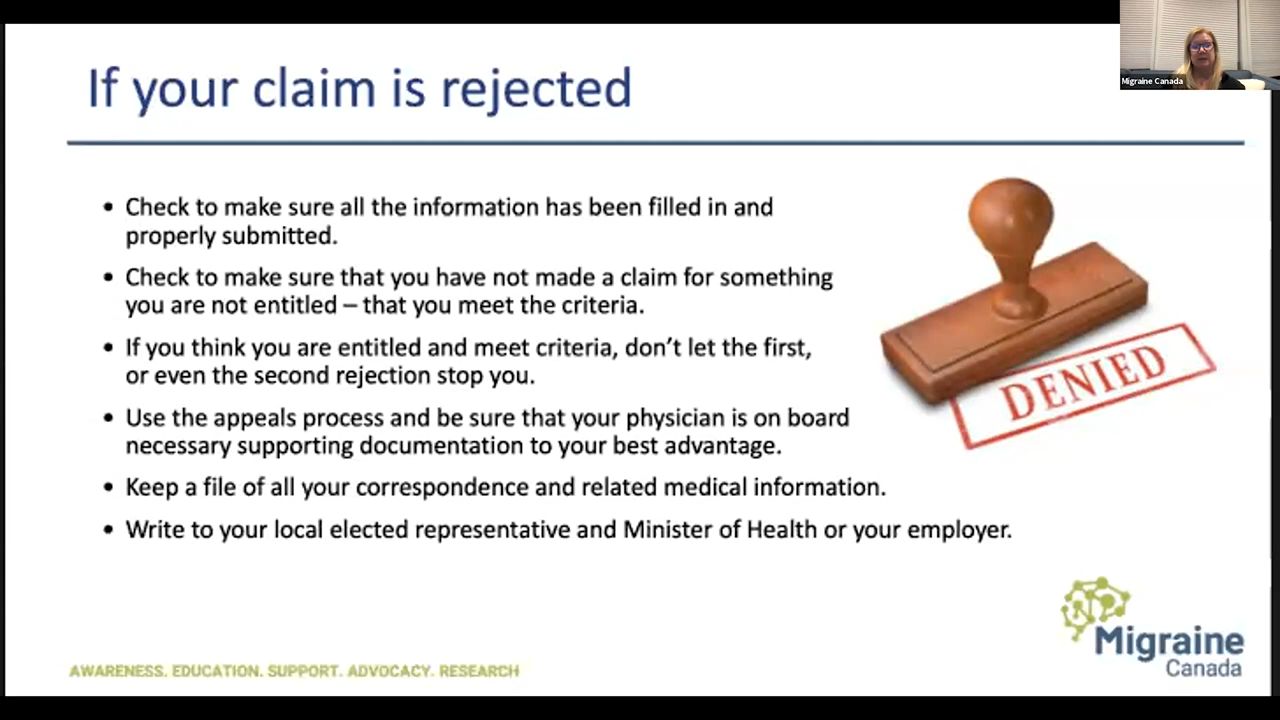 If your claim is rejected
Migraine Canada
• Check to make sure all the information has been filled in and
properly submitted.
• Check to make sure that you have not made a claim for something
you are not entitled – that you meet the criteria.
• If you think you are entitled and meet criteria, don’t let the first,
or even the second rejection stop you.
• Use the appeals process and be sure that your physician is on board
necessary supporting documentation to your best advantage.
• Keep a file of all your correspondence and related medical information.
• Write to your local elected representative and Minister of Health or your employer.
DENIED
Migraine
Canada
AWARENESS. EDUCATION. SUPPORT. ADVOCACY. RESEARCH